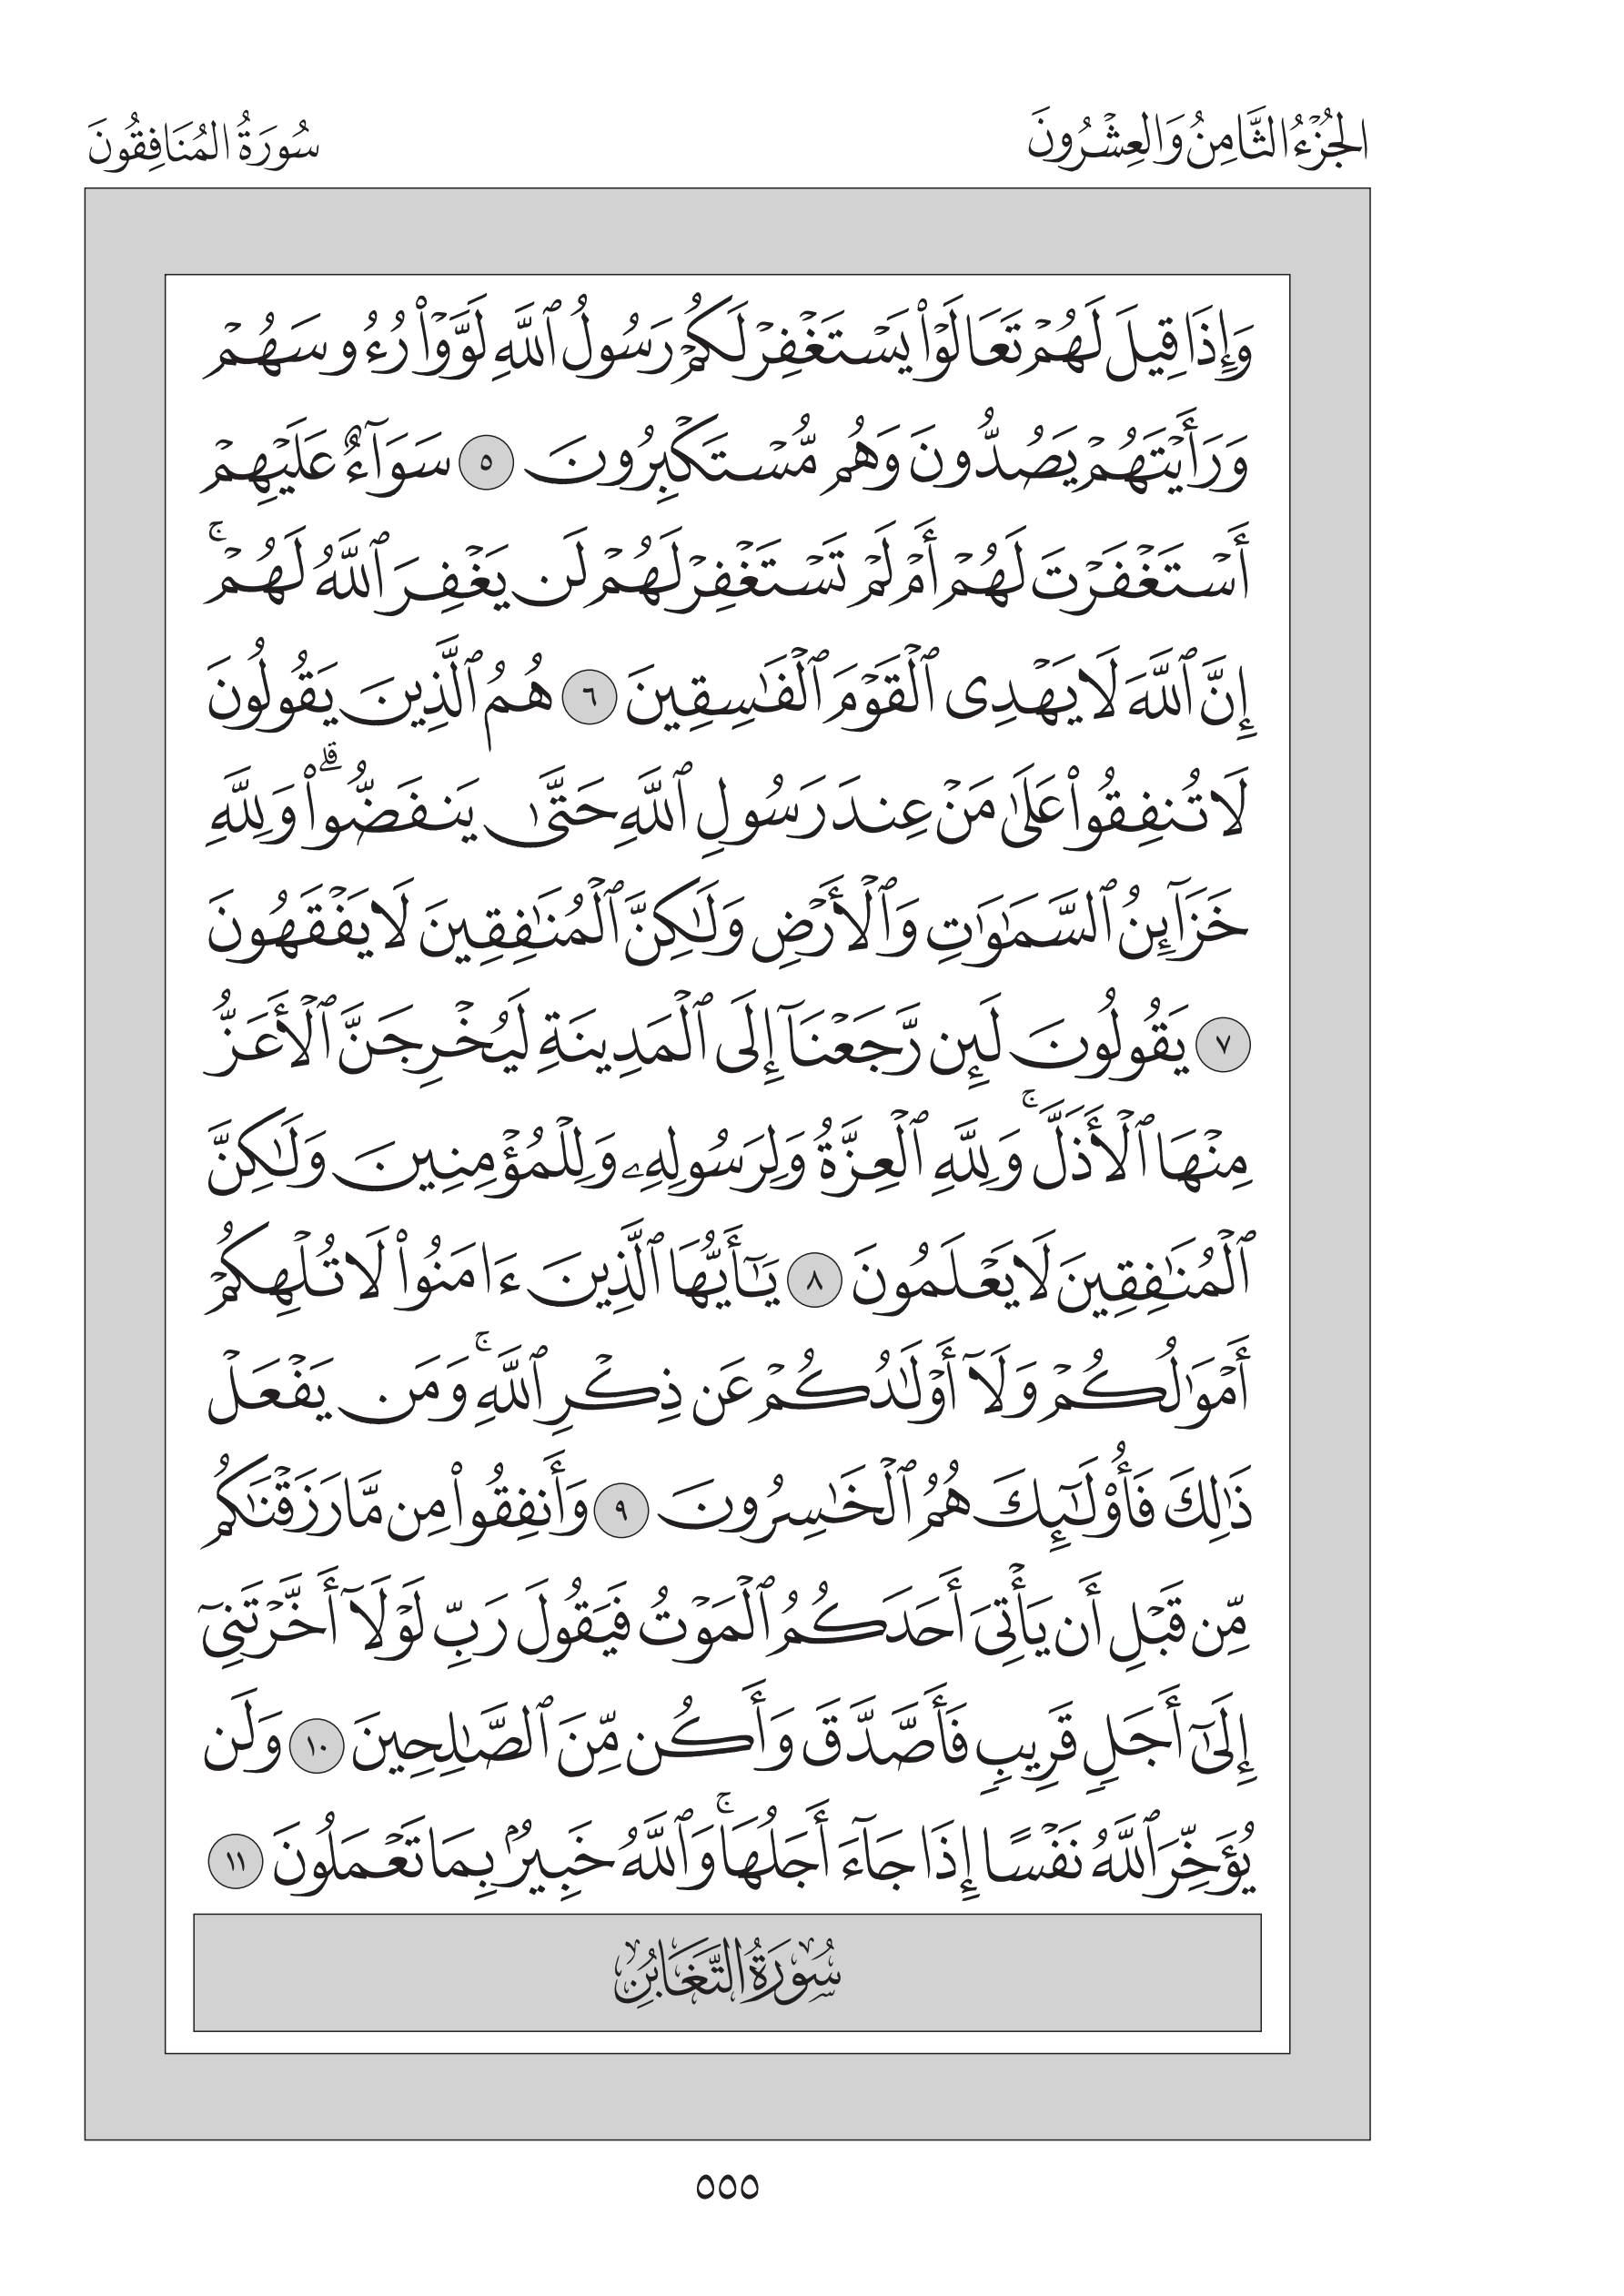 الجُزْءُ الثَّامِنُ وَالعِشْرُونَ
سُورَةُ المُنَافِقُونَ
وَإِذَا قِيلَ لَهُمۡ تَعَالَوۡاْ يَسۡتَغۡفِرۡ لَكُمۡ رَسُولُ ٱللَّهِ لَوَّوۡاْ رُءُوسَهُمۡ
وَرَأَيۡتَهُمۡ يَصُدُّونَ وَهُم مُّسۡتَكۡبِرُونَ ٥ سَوَآءٌ عَلَيۡهِمۡ
أَسۡتَغۡفَرۡتَ لَهُمۡ أَمۡ لَمۡ تَسۡتَغۡفِرۡ لَهُمۡ لَن يَغۡفِرَ ٱللَّهُ لَهُمۡۚ
إِنَّ ٱللَّهَ لَا يَهۡدِي ٱلۡقَوۡمَ ٱلۡفَٰسِقِينَ ٦ هُمُ ٱلَّذِينَ يَقُولُونَ
لَا تُنفِقُواْ عَلَىٰ مَنۡ عِندَ رَسُولِ ٱللَّهِ حَتَّىٰ يَنفَضُّواْۗ وَلِلَّهِ
خَزَآئِنُ ٱلسَّمَٰوَٰتِ وَٱلۡأَرۡضِ وَلَٰكِنَّ ٱلۡمُنَٰفِقِينَ لَا يَفۡقَهُونَ
٧ يَقُولُونَ لَئِن رَّجَعۡنَآ إِلَى ٱلۡمَدِينَةِ لَيُخۡرِجَنَّ ٱلۡأَعَزُّ
مِنۡهَا ٱلۡأَذَلَّۚ وَلِلَّهِ ٱلۡعِزَّةُ وَلِرَسُولِهِۦ وَلِلۡمُؤۡمِنِينَ وَلَٰكِنَّ
ٱلۡمُنَٰفِقِينَ لَا يَعۡلَمُونَ ٨ يَٰٓأَيُّهَا ٱلَّذِينَ ءَامَنُواْ لَا تُلۡهِكُمۡ
أَمۡوَٰلُكُمۡ وَلَآ أَوۡلَٰدُكُمۡ عَن ذِكۡرِ ٱللَّهِۚ وَمَن يَفۡعَلۡ
ذَٰلِكَ فَأُوْلَٰٓئِكَ هُمُ ٱلۡخَٰسِرُونَ ٩ وَأَنفِقُواْ مِن مَّا رَزَقۡنَٰكُم
مِّن قَبۡلِ أَن يَأۡتِيَ أَحَدَكُمُ ٱلۡمَوۡتُ فَيَقُولَ رَبِّ لَوۡلَآ أَخَّرۡتَنِيٓ
إِلَىٰٓ أَجَلٖ قَرِيبٖ فَأَصَّدَّقَ وَأَكُن مِّنَ ٱلصَّٰلِحِينَ ١٠ وَلَن
يُؤَخِّرَ ٱللَّهُ نَفۡسًا إِذَا جَآءَ أَجَلُهَاۚ وَٱللَّهُ خَبِيرُۢ بِمَا تَعۡمَلُونَ ١١
سُورَةُ التَّغَابُنِ
٥٥٥